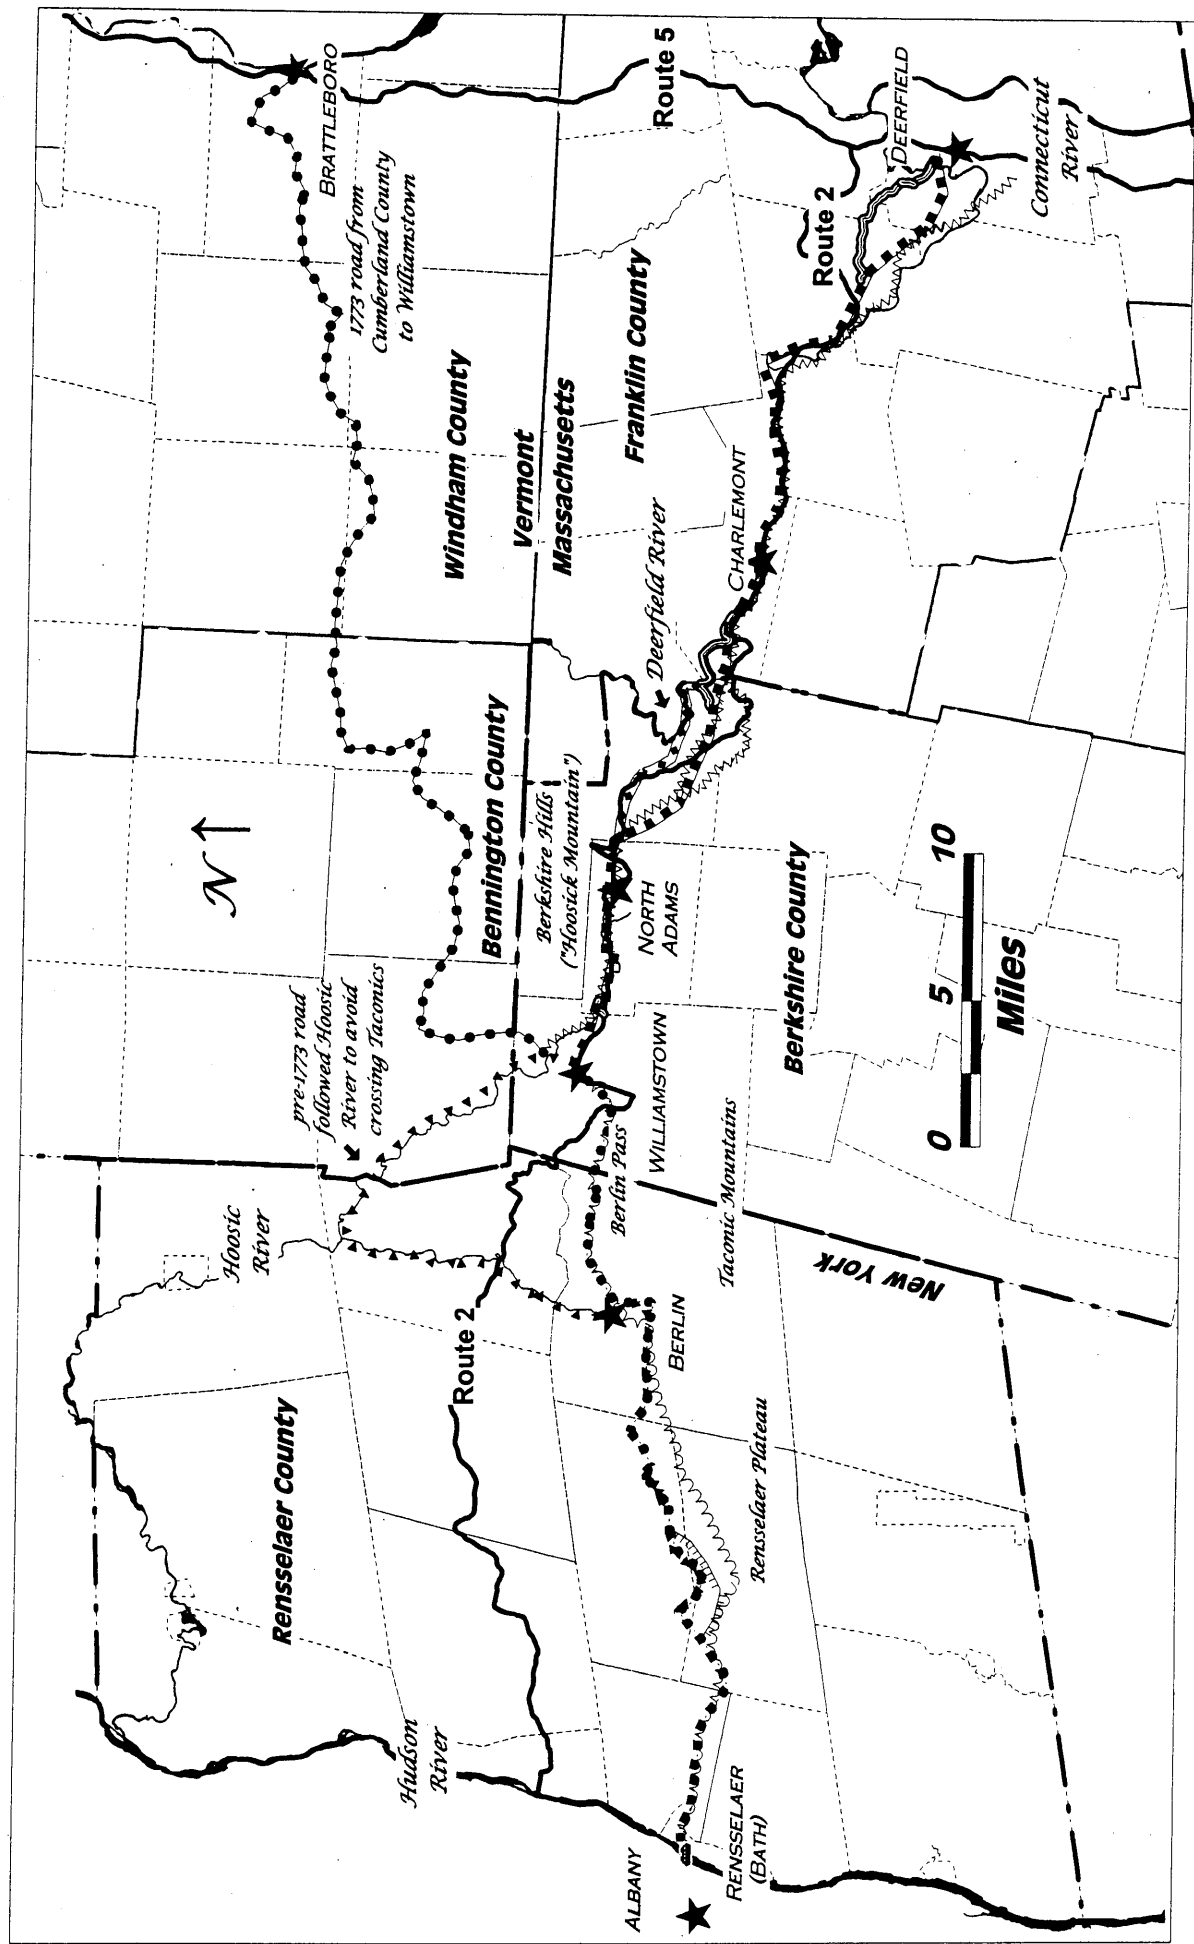 BRATTLEBORO
1773 road from
Cumberland County
to Williamstown
Route 5
DEERFIELD
Connecticut
River
Route 2
Windham County
Vermont
Massachusetts
Franklin County
CHARLEMONT
Deerfield River
N
Bennington County
Berkshire Hills
("Hoosick Mountain")
NORTH
ADAMS
Berkshire County
0 5 10
Miles
pre-1773 road
followed Hoosic
River to avoid
crossing Taconics
WILLIAMSTOWN
Berlin Pass
Taconic Mountains
New York
Hoosic
River
Route 2
BERLIN
Rensselaer County
Rensselaer Plateau
Hudson
River
ALBANY
RENSSELAER
(BATH)